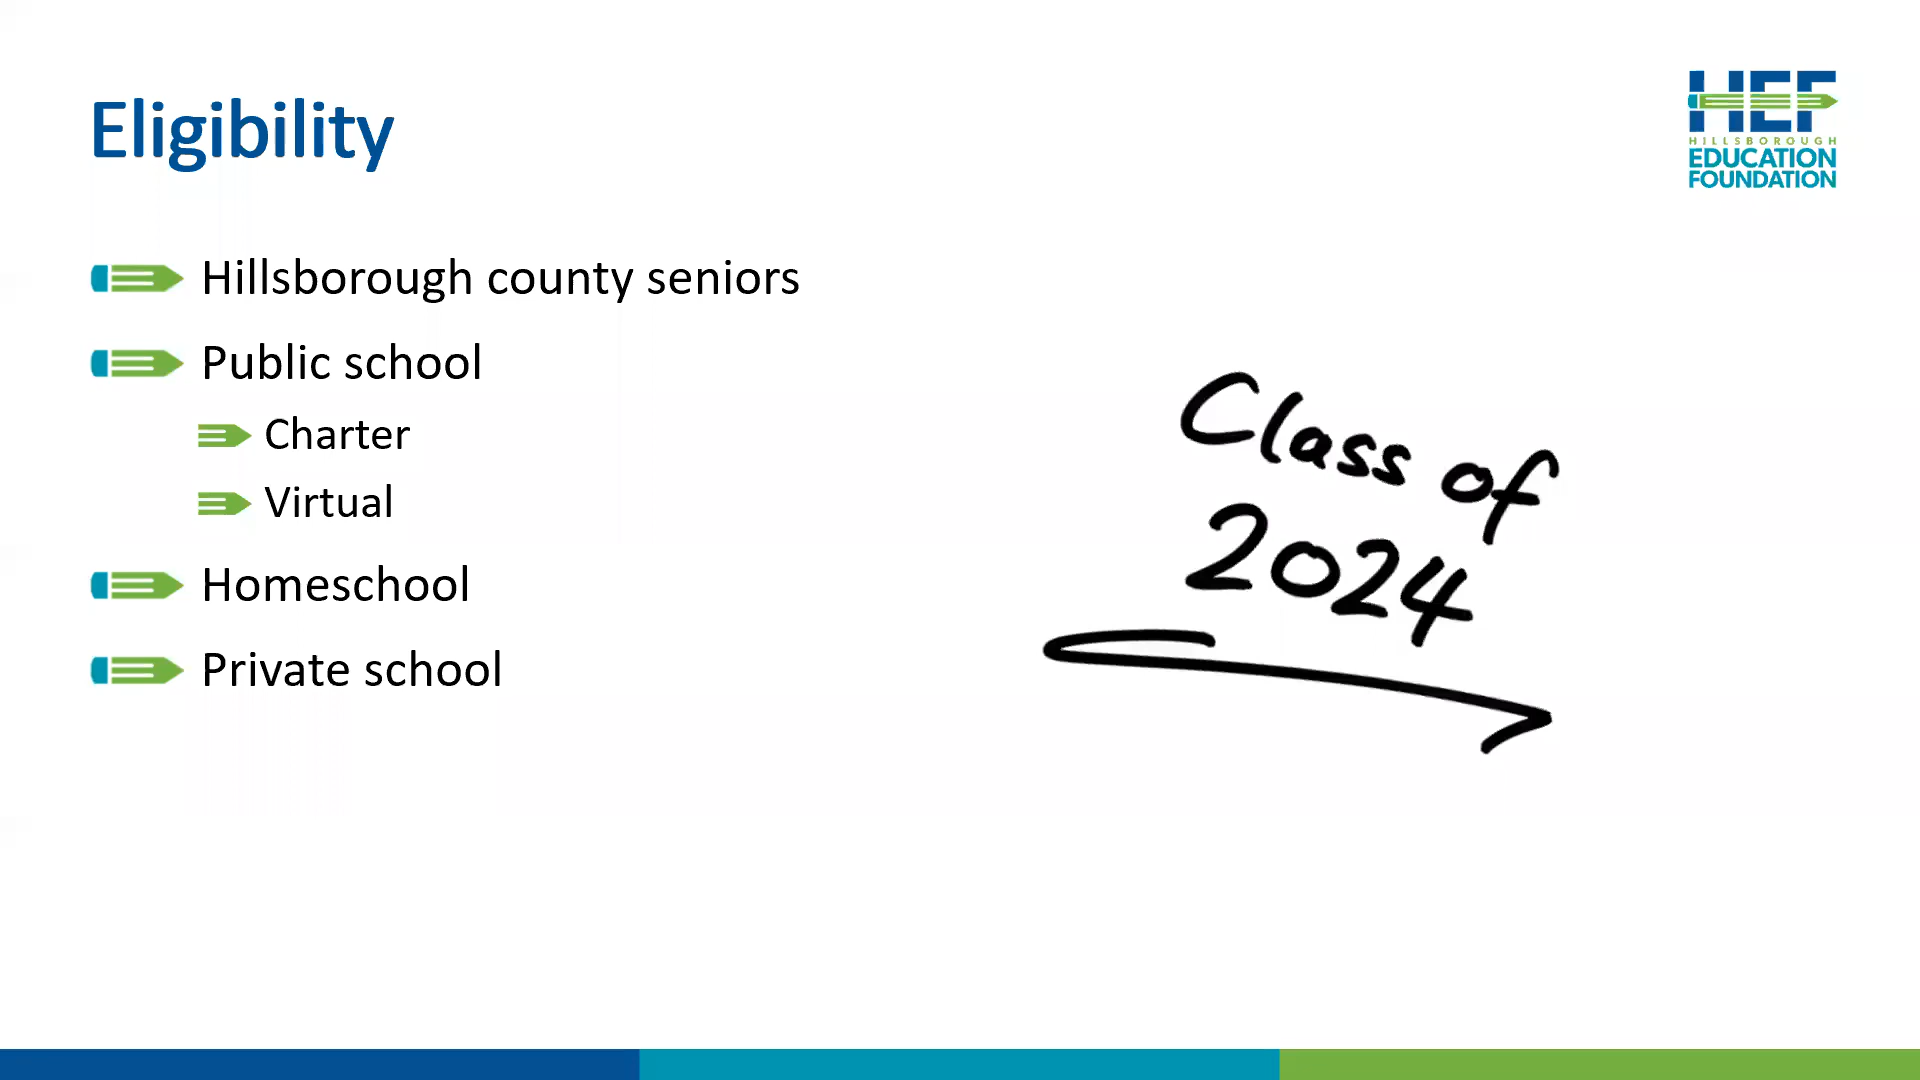 Eligibility
HEF
HILLSBOROUGH
EDUCATION
FOUNDATION
Hillsborough county seniors
Public school
Charter
Virtual
Homeschool
Private school
Class of
2024